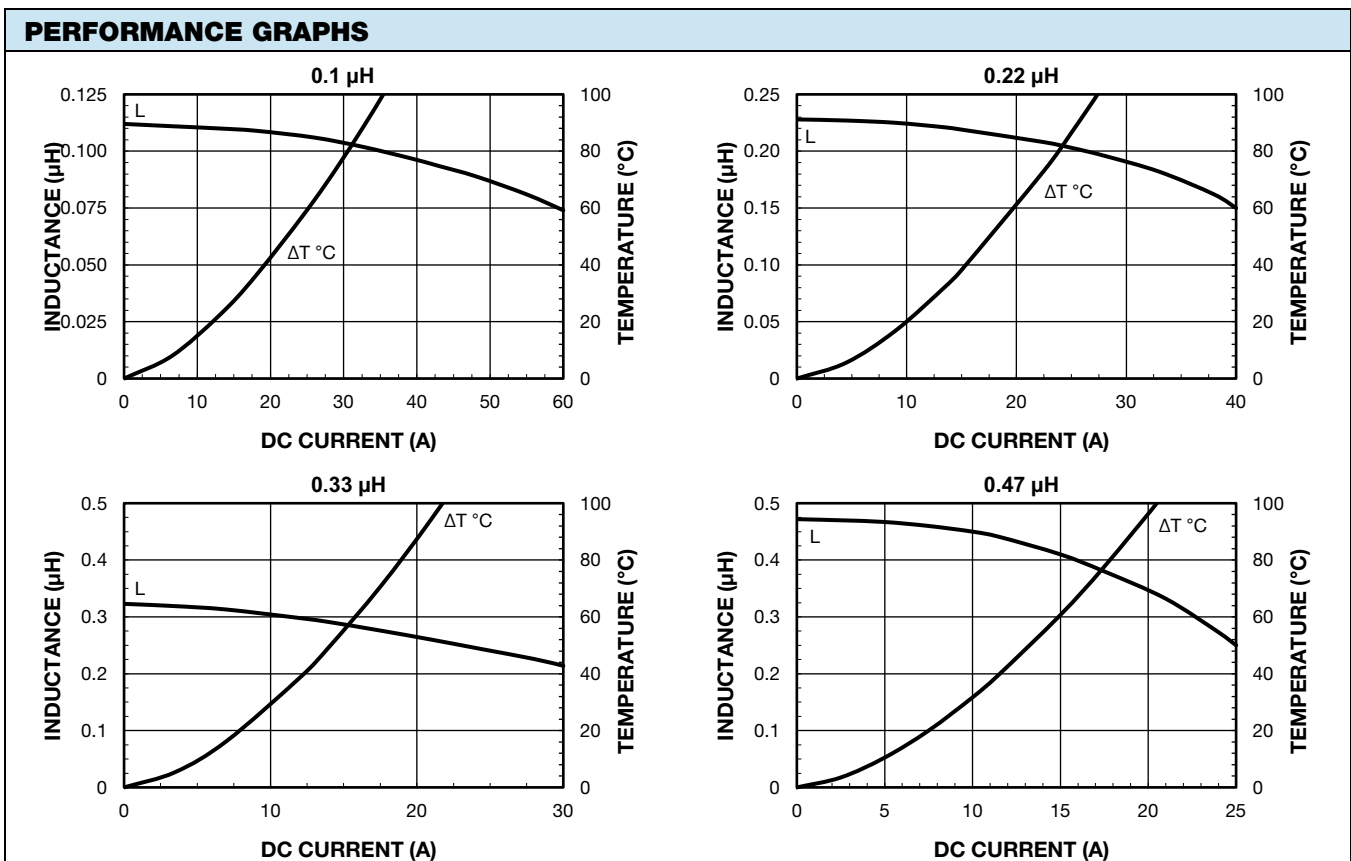 PERFORMANCE GRAPHS
0.1 µH
0.125
0.100
0.075
0.050
0.025
0
INDUCTANCE (µH)
L
ΔT °C
100
80
60
40
20
0
TEMPERATURE (°C)
0 10 20 30 40 50 60
DC CURRENT (A)
0.22 µH
0.25
0.20
0.15
0.10
0.05
0
INDUCTANCE (µH)
L
ΔT °C
100
80
60
40
20
0
TEMPERATURE (°C)
0 10 20 30 40
DC CURRENT (A)
0.33 µH
0.5
0.4
0.3
0.2
0.1
0
INDUCTANCE (µH)
L
ΔT °C
100
80
60
40
20
0
TEMPERATURE (°C)
0 10 20 30
DC CURRENT (A)
0.47 µH
0.5
0.4
0.3
0.2
0.1
0
INDUCTANCE (µH)
L
ΔT °C
100
80
60
40
20
0
TEMPERATURE (°C)
0 5 10 15 20 25
DC CURRENT (A)